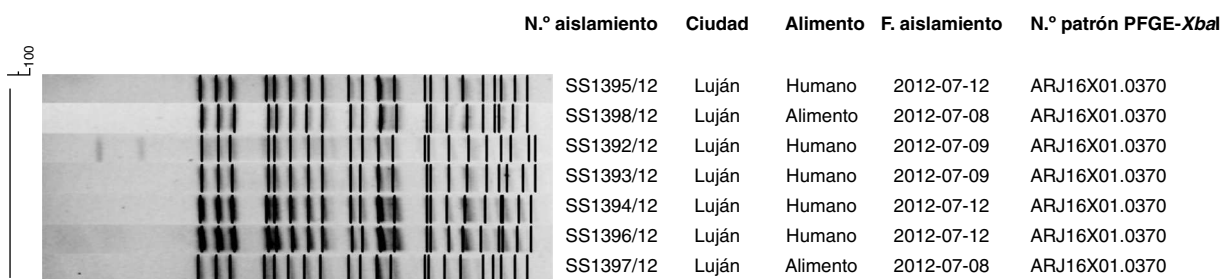 N.º aislamiento Ciudad Alimento F. aislamiento N.º patrón PFGE-XbaI
100
SS1395/12 Luján Humano 2012-07-12 ARJ16X01.0370
SS1398/12 Luján Alimento 2012-07-08 ARJ16X01.0370
SS1392/12 Luján Humano 2012-07-09 ARJ16X01.0370
SS1393/12 Luján Humano 2012-07-09 ARJ16X01.0370
SS1394/12 Luján Humano 2012-07-12 ARJ16X01.0370
SS1396/12 Luján Humano 2012-07-12 ARJ16X01.0370
SS1397/12 Luján Alimento 2012-07-08 ARJ16X01.0370